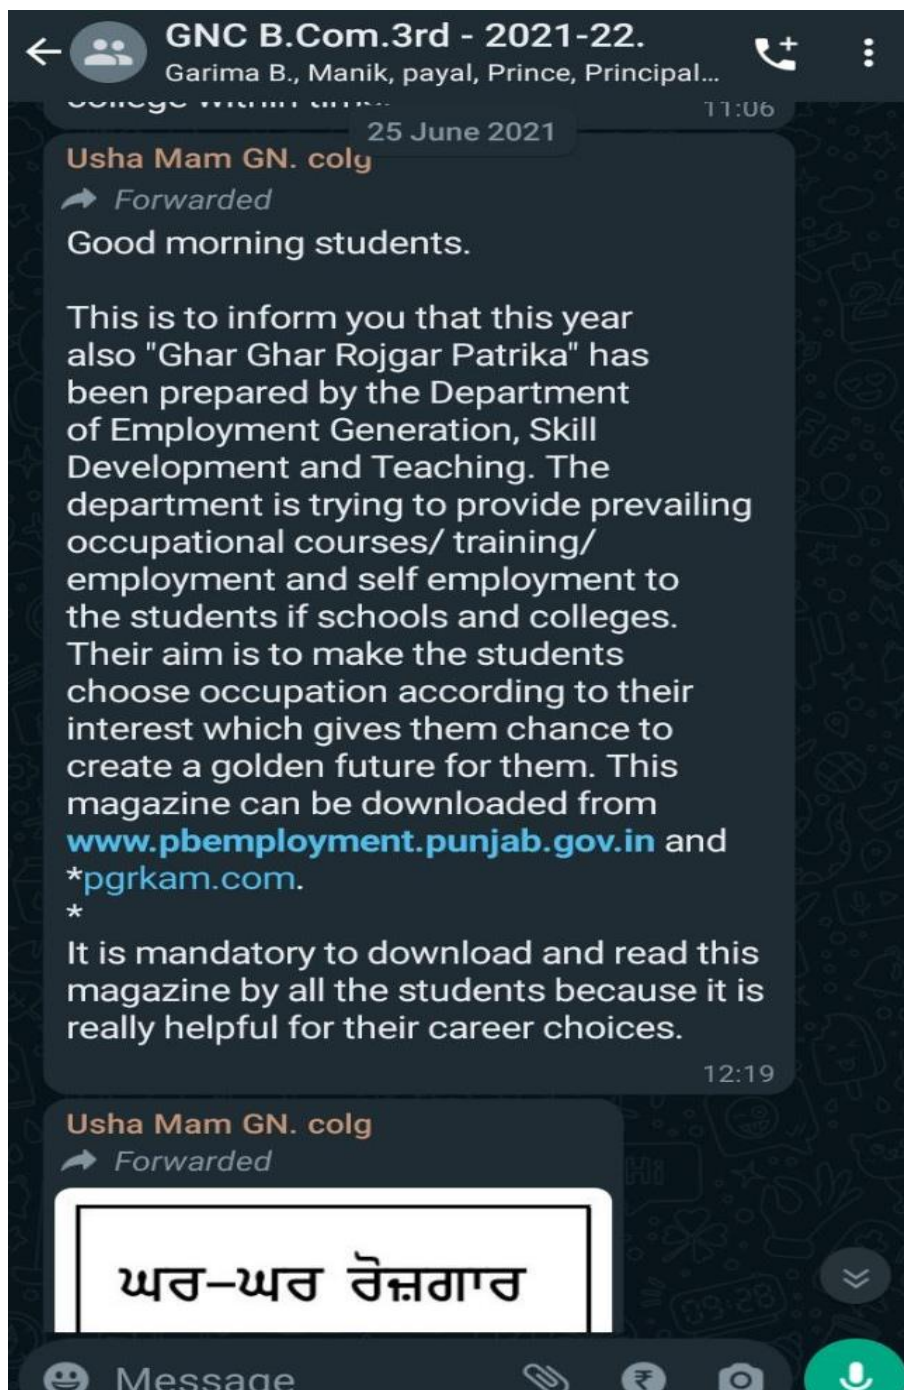 GNC B.Com.3rd - 2021-22.
Garima B., Manik, payal, Prince, Principal...
college within
11:06
25 June 2021
Usha Mam GN. colg
Forwarded
Good morning students.
This is to inform you that this year
also "Ghar Ghar Rojgar Patrika" has
been prepared by the Department
of Employment Generation, Skill
Development and Teaching. The
department is trying to provide prevailing
occupational courses/ training/
employment and self employment to
the students if schools and colleges.
Their aim is to make the students
choose occupation according to their
interest which gives them chance to
create a golden future for them. This
magazine can be downloaded from
www.pbemployment.punjab.gov.in and
*pgrkam.com.
*
It is mandatory to download and read this
magazine by all the students because it is
really helpful for their career choices.
12:19
Usha Mam GN. colg
Forwarded
ਘਰ-ਘਰ ਰੋਜ਼ਗਾਰ
Message